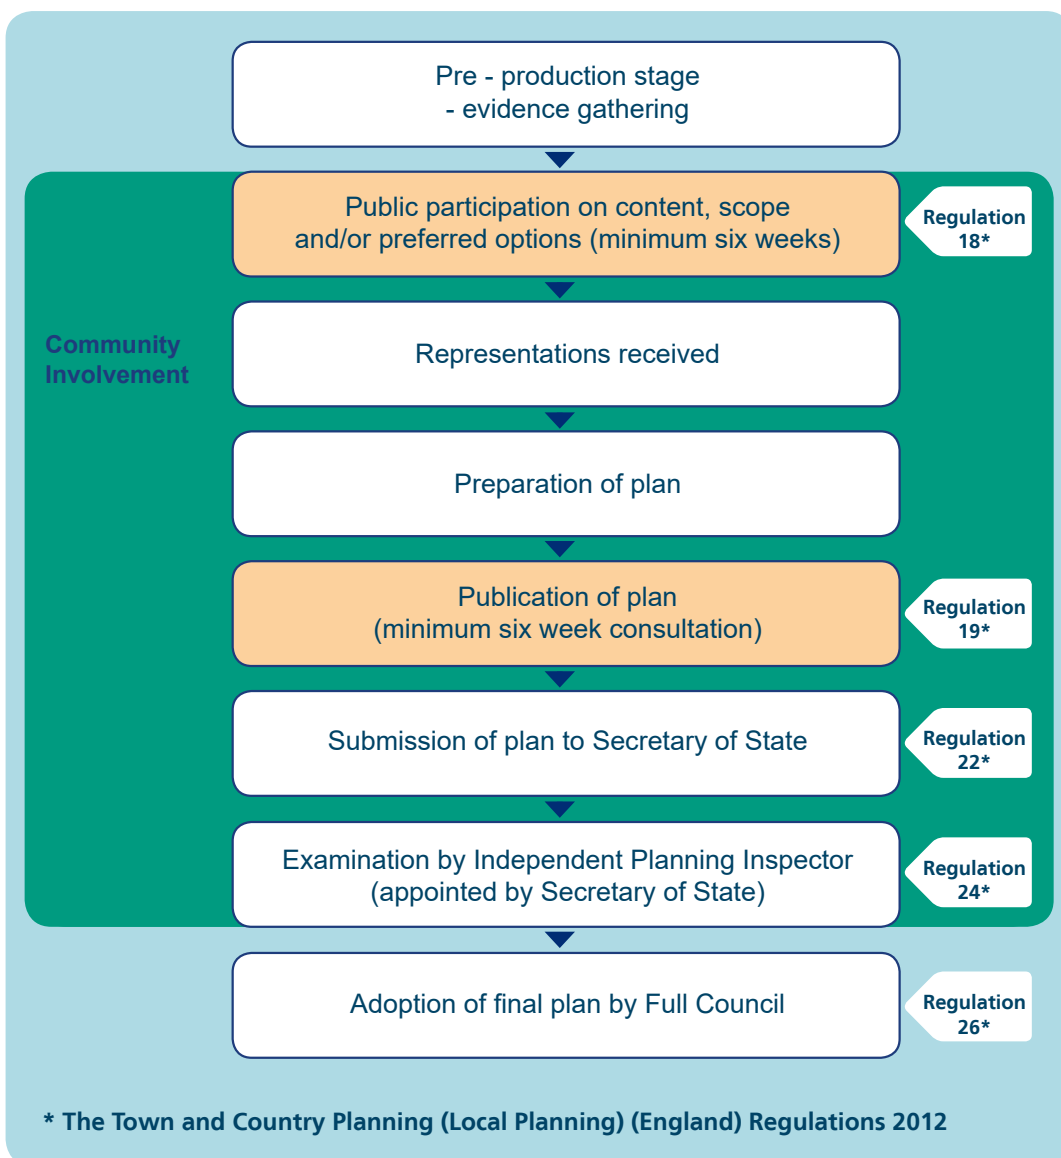 Pre - production stage
- evidence gathering
Public participation on content, scope
and/or preferred options (minimum six weeks)
Regulation
18*
Community
Involvement
Representations received
Preparation of plan
Publication of plan
(minimum six week consultation)
Regulation
19*
Submission of plan to Secretary of State
Regulation
22*
Examination by Independent Planning Inspector
(appointed by Secretary of State)
Regulation
24*
Adoption of final plan by Full Council
Regulation
26*
* The Town and Country Planning (Local Planning) (England) Regulations 2012